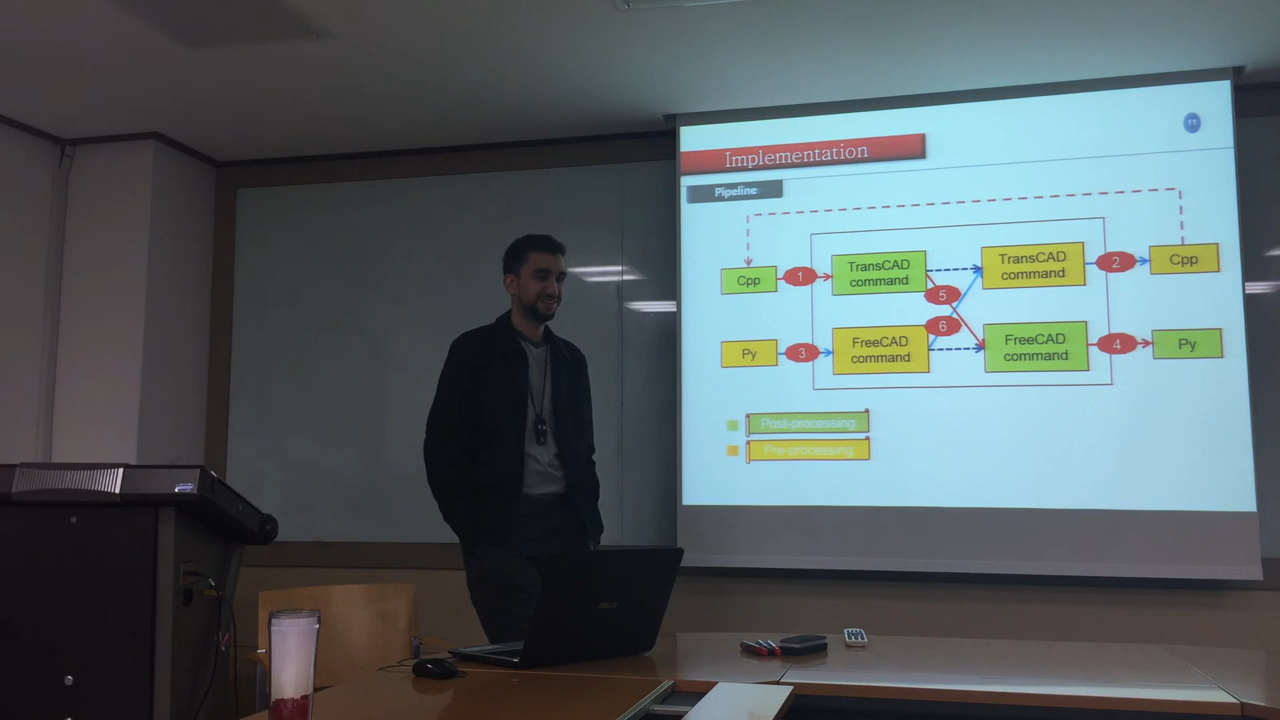 11
Implementation
Pipeline
Cpp
1
TransCAD
command
TransCAD
command
2
Cpp
5
6
Py
3
FreeCAD
command
FreeCAD
command
4
Py
Post-processing
Pre-processing
ASUS